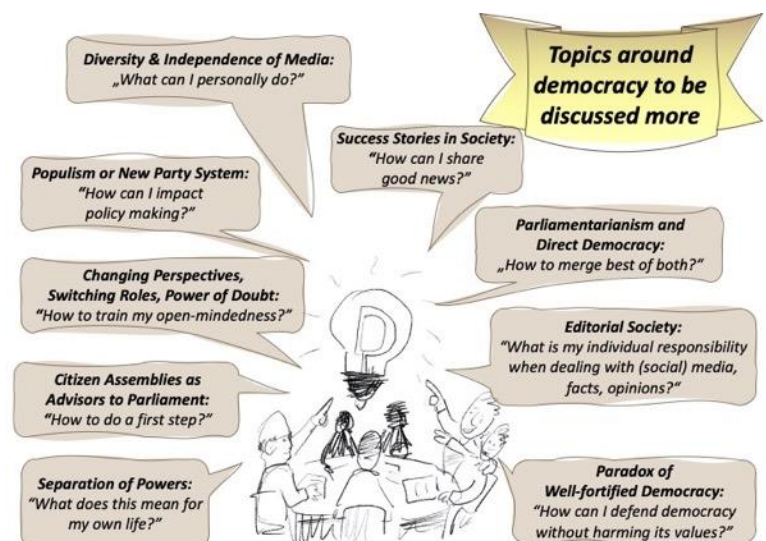 Topics around
democracy to be
discussed more
Diversity & Independence of Media:
„What can I personally do?”
Success Stories in Society:
“How can I share
good news?”
Populism or New Party System:
“How can I impact
policy making?”
Parliamentarianism and
Direct Democracy:
„How to merge best of both?”
Changing Perspectives,
Switching Roles, Power of Doubt:
“How to train my open-mindedness?”
Editorial Society:
“What is my individual responsibility
when dealing with (social) media,
facts, opinions?“
Citizen Assemblies as
Advisors to Parliament:
“How to do a first step?”
Separation of Powers:
“What does this mean for
my own life?”
Paradox of
Well-fortified Democracy:
“How can I defend democracy
without harming its values?”
D